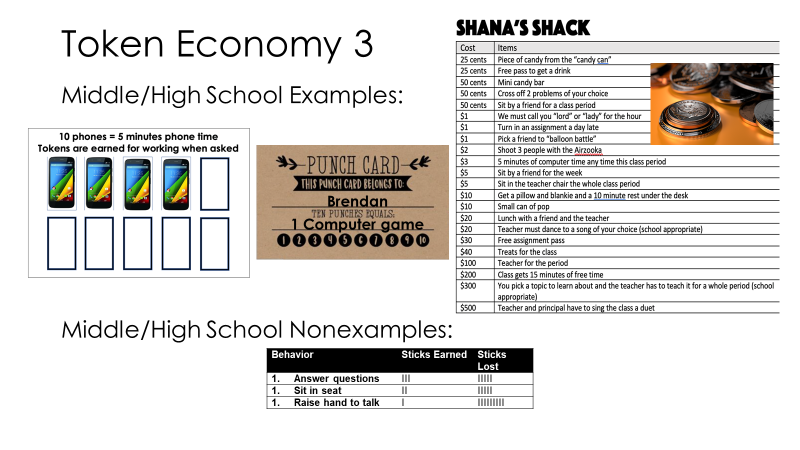 Token Economy 3
Middle/High School Examples:
10 phones = 5 minutes phone time
Tokens are earned for working when asked
PUNCH CARD
THIS PUNCH CARD BELONGS TO:
Brendan
TEN PUNCHES EQUALS:
1 Computer game
1 2 3 4 5 6 7 8 9 10
SHANA'S SHACK
Cost Items
25 cents Piece of candy from the "candy can"
25 cents Free pass to get a drink
50 cents Mini candy bar
50 cents Cross off 2 problems of your choice
50 cents Sit by a friend for a class period
$1 We must call you "lord" or "lady" for the hour
$1 Turn in an assignment a day late
$1 Pick a friend to "balloon battle"
$2 Shoot 3 people with the Airzooka
$3 5 minutes of computer time any time this class period
$5 Sit by a friend for the week
$5 Sit in the teacher chair the whole class period
$10 Get a pillow and blankie and a 10 minute rest under the desk
$10 Small can of pop
$20 Lunch with a friend and the teacher
$20 Teacher must dance to a song of your choice (school appropriate)
$30 Free assignment pass
$40 Treats for the class
$100 Teacher for the period
$200 Class gets 15 minutes of free time
$300 You pick a topic to learn about and the teacher has to teach it for a whole period (school
appropriate)
$500 Teacher and principal have to sing the class a duet
Middle/High School Nonexamples:
Behavior Sticks Earned Sticks
Lost
1. Answer questions III IIIII
1. Sit in seat II IIIII
1. Raise hand to talk I IIIIIIIII